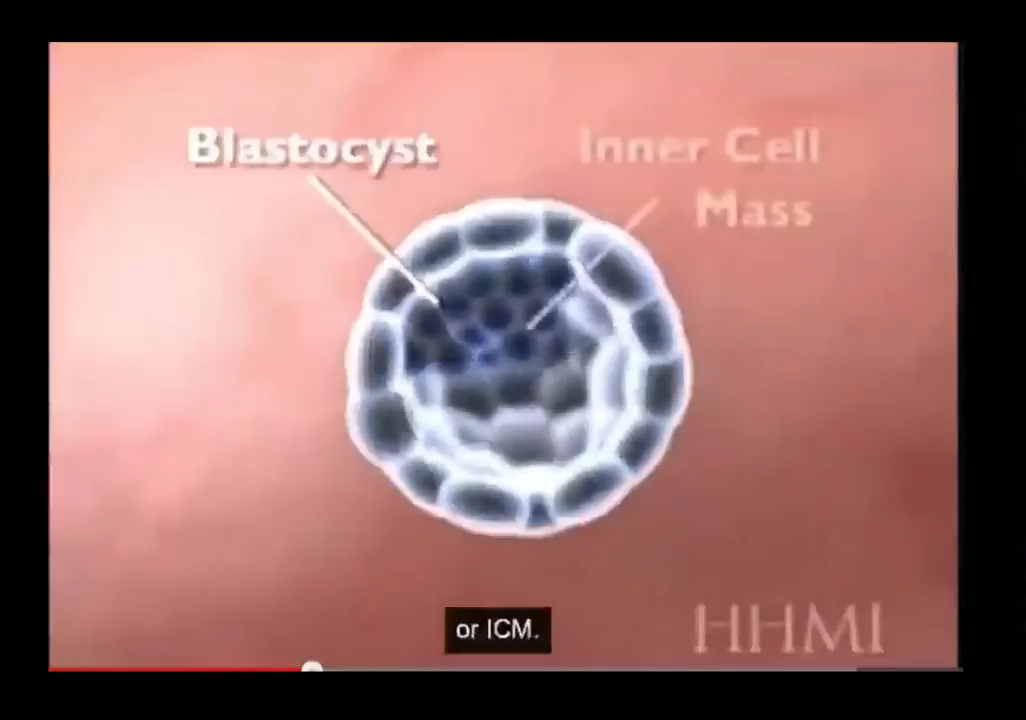 Blastocyst
Inner Cell
Mass
or ICM.
HHMI